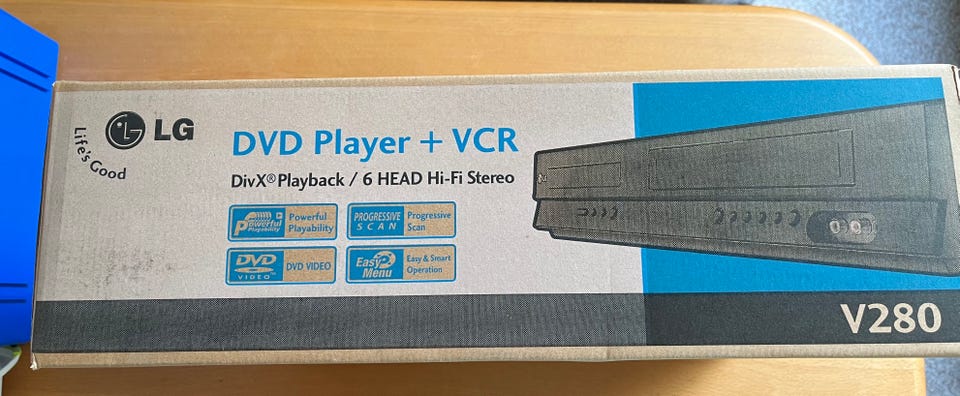 LG
Life's Good
DVD Player + VCR
DivX® Playback / 6 HEAD Hi-Fi Stereo
Powerful
Playability
Powerful
Playability
PROGRESSIVE
SCAN
Progressive
Scan
DVD
VIDEO™
DVD VIDEO
Easy
Menu
Easy & Smart
Operation
V280